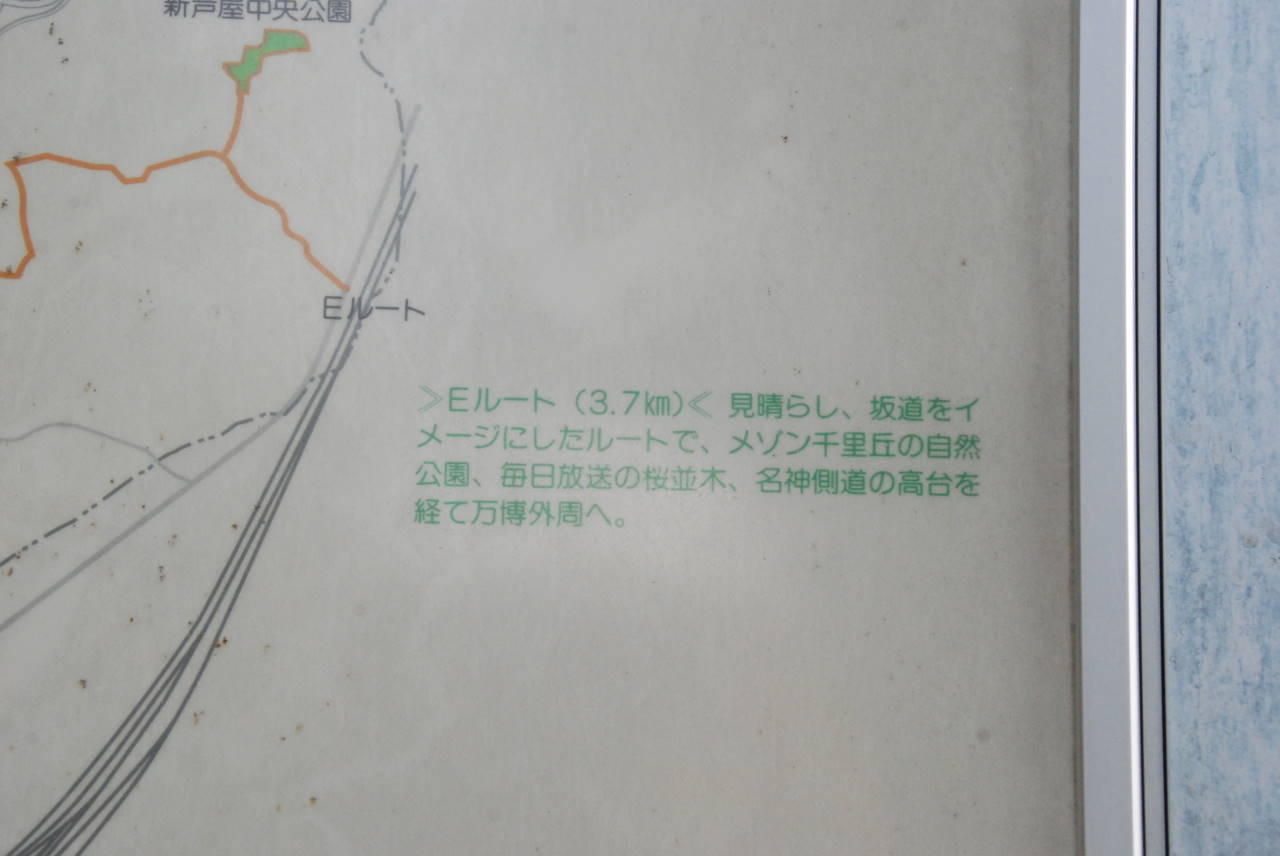 新芦屋中央公園
Eルート
≫Eルート（3.7km)≪ 見晴らし、坂道をイ
メージにしたルートで、メゾン千里丘の自然
公園、毎日放送の桜並木、名神側道の高台を
経て万博外周へ。